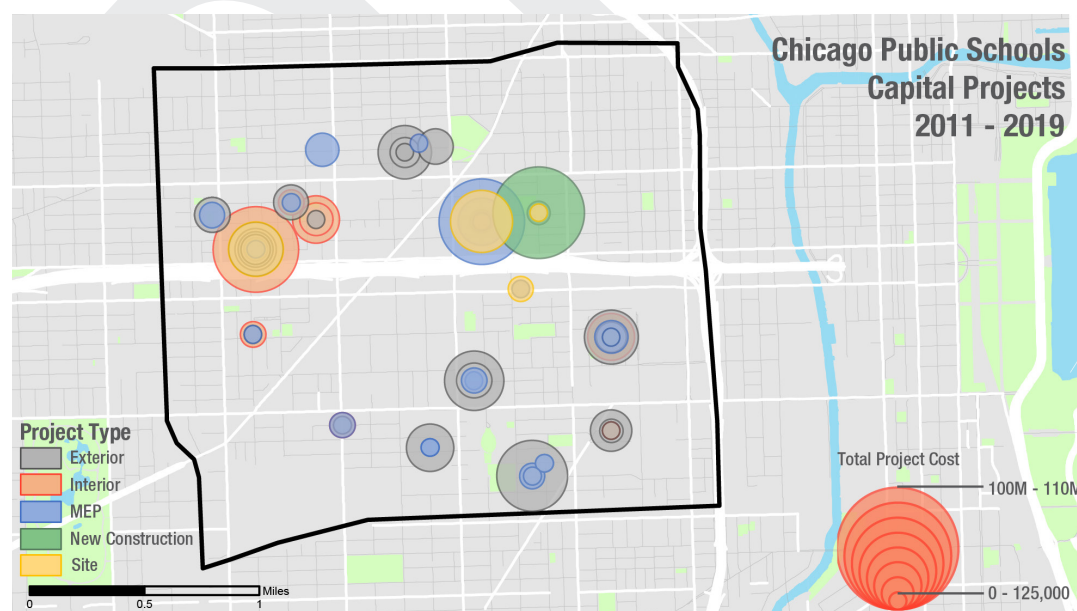 Chicago Public Schools
Capital Projects
2011 - 2019
Project Type
Exterior
Interior
MEP
New Construction
Site
Miles
0
0.5
1
Total Project Cost
100M - 110M
0 - 125,000